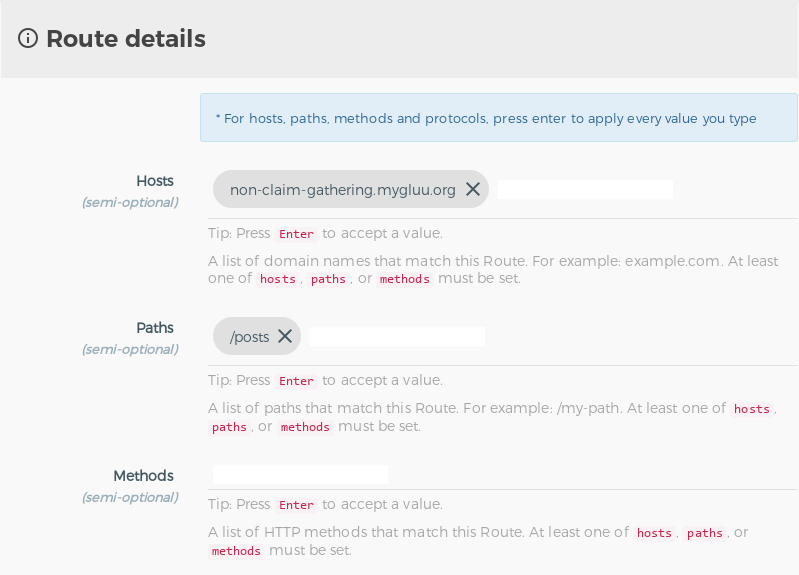 Route details
* For hosts, paths, methods and protocols, press enter to apply every value you type
Hosts
(semi-optional)
non-claim-gathering.mygluu.org
Tip: Press Enter to accept a value.
A list of domain names that match this Route. For example: example.com. At least
one of hosts, paths, or methods must be set.
Paths
(semi-optional)
/posts
Tip: Press Enter to accept a value.
A list of paths that match this Route. For example: /my-path. At least one of hosts,
paths, or methods must be set.
Methods
(semi-optional)
Tip: Press Enter to accept a value.
A list of HTTP methods that match this Route. At least one of hosts, paths, or
methods must be set.